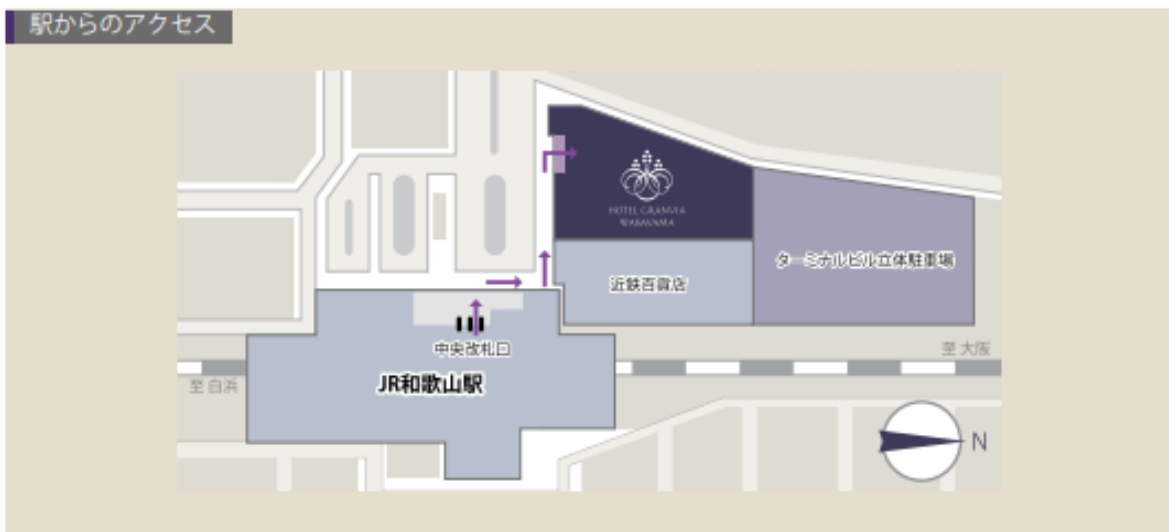 駅からのアクセス
HOTEL GRANVIA
WAKAYAMA
ターミナルビル立体駐車場
近鉄百貨店
中央改札口
至 大阪
至 白浜
JR和歌山駅
N